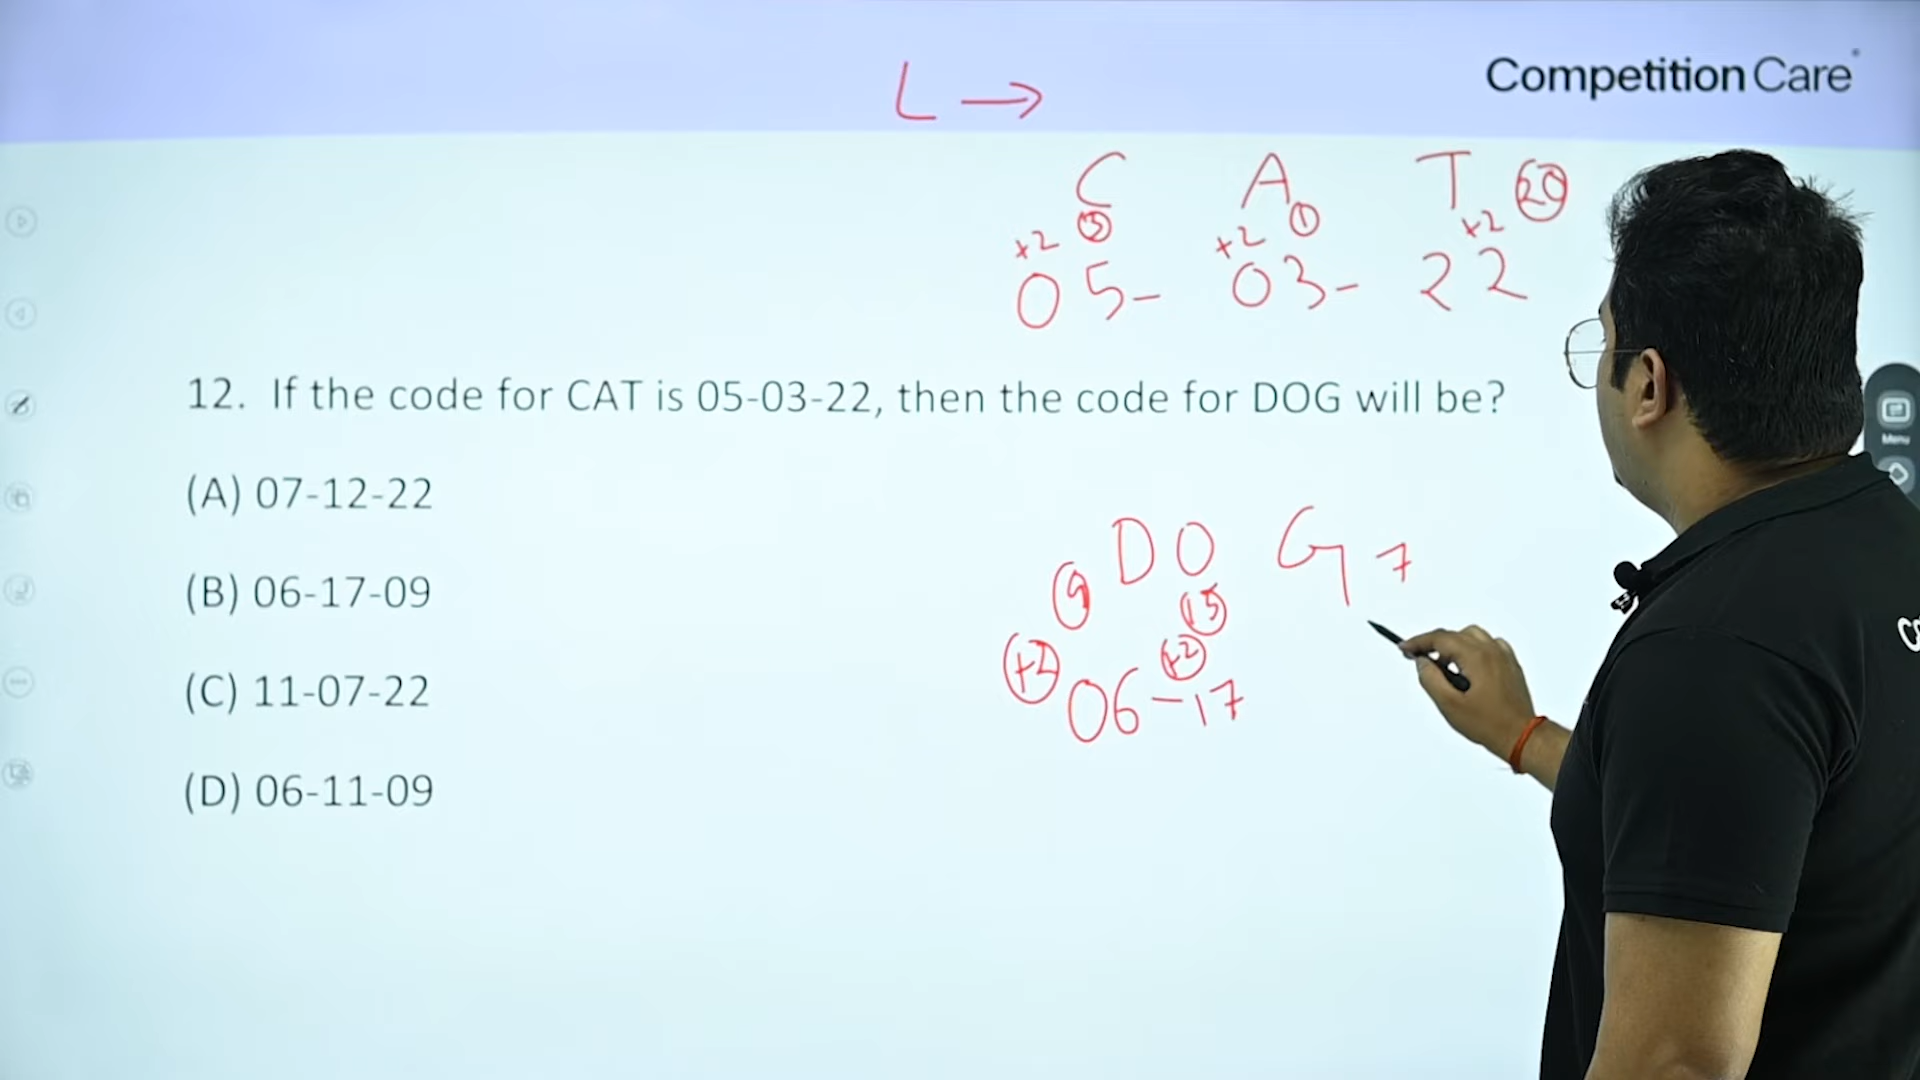 L →
Competition Care
C A T 20
+2 3 +2 1 +2
05- 03- 22
12. If the code for CAT is 05-03-22, then the code for DOG will be?
(A) 07-12-22
(B) 06-17-09
(C) 11-07-22
(D) 06-11-09
D O G 7
15
+2 +2
06-17
Menu